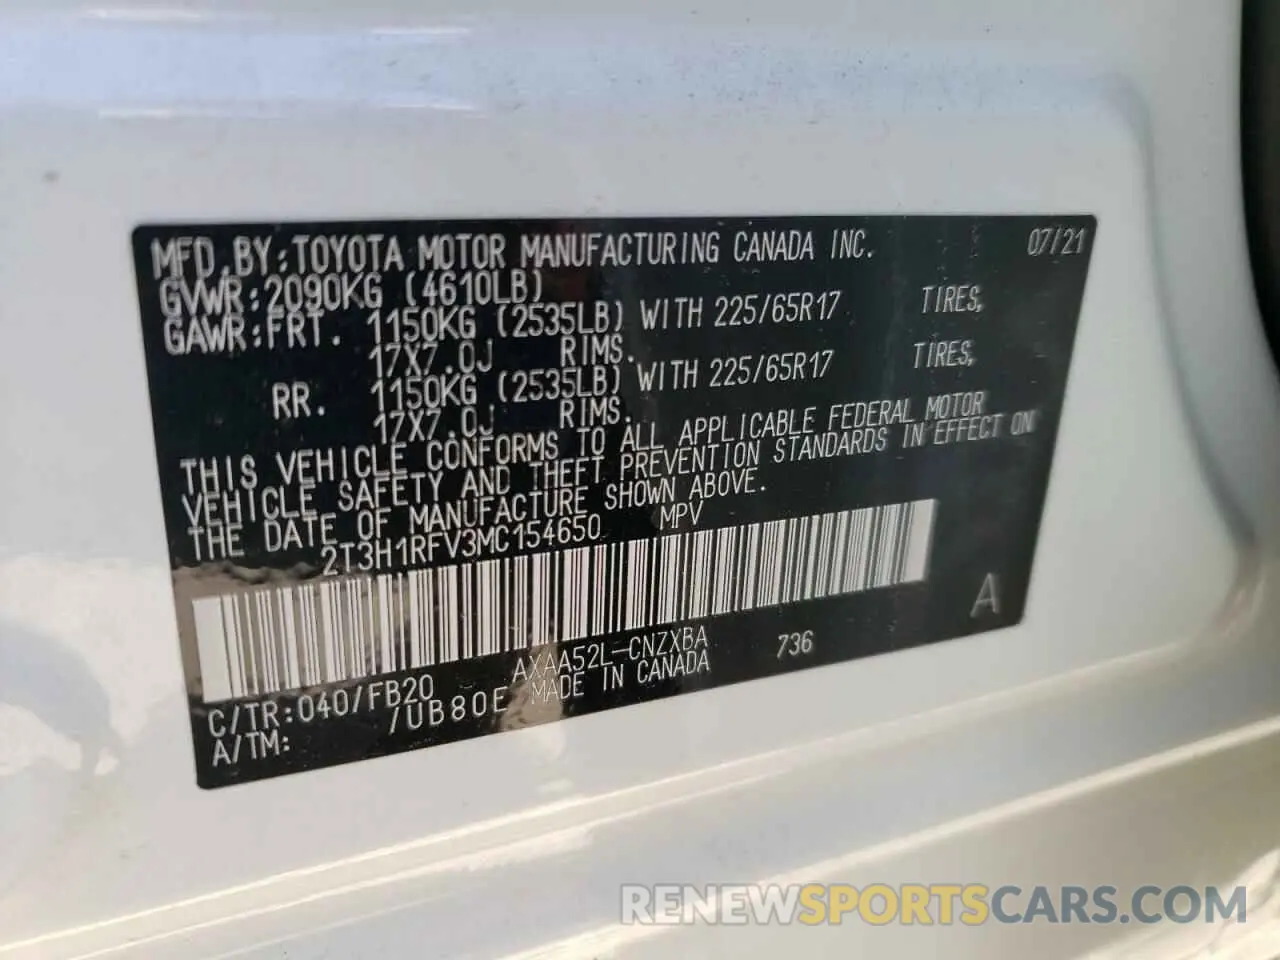 MFD.BY:TOYOTA MOTOR MANUFACTURING CANADA INC. 07/21
GVWR:2090KG (4610LB)
GAWR:FRT. 1150KG (2535LB) WITH 225/65R17 TIRES,
17X7.0J RIMS.
RR. 1150KG (2535LB) WITH 225/65R17 TIRES,
17X7.0J RIMS.
THIS VEHICLE CONFORMS TO ALL APPLICABLE FEDERAL MOTOR
VEHICLE SAFETY AND THEFT PREVENTION STANDARDS IN EFFECT ON
THE DATE OF MANUFACTURE SHOWN ABOVE.
2T3H1RFV3MC154650 MPV
A
AXAA52L-CNZXBA 736
C/TR:040/FB20 MADE IN CANADA
A/TM: /UB80E
RENEWSPORTSCARS.COM